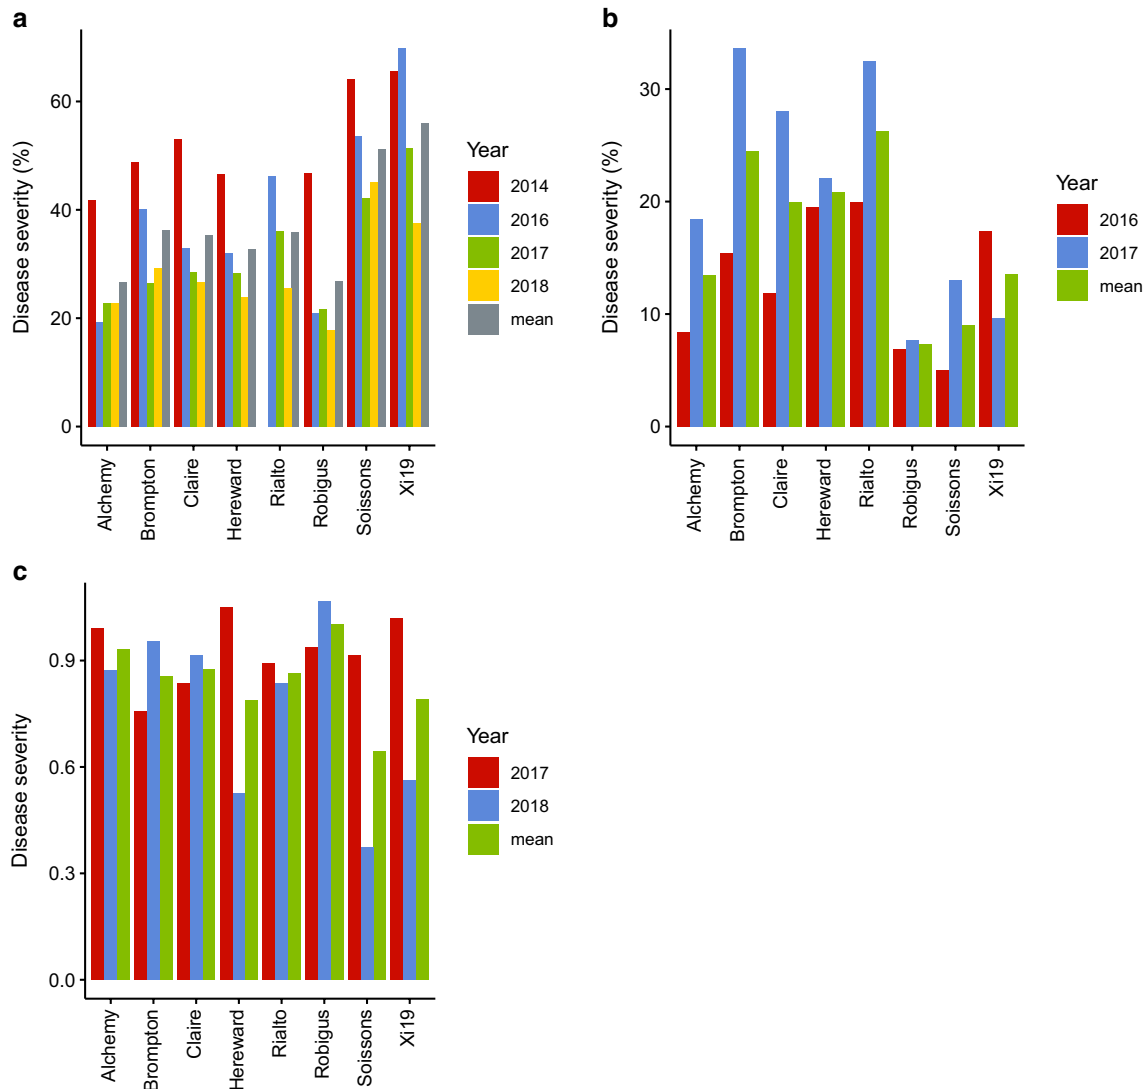 a
Disease severity (%)
60
40
20
0
Alchemy
Brompton
Claire
Hereward
Rialto
Robigus
Soissons
Xi19
Year
2014
2016
2017
2018
mean
b
Disease severity (%)
30
20
10
0
Alchemy
Brompton
Claire
Hereward
Rialto
Robigus
Soissons
Xi19
Year
2016
2017
mean
c
Disease severity
0.9
0.6
0.3
0.0
Alchemy
Brompton
Claire
Hereward
Rialto
Robigus
Soissons
Xi19
Year
2017
2018
mean